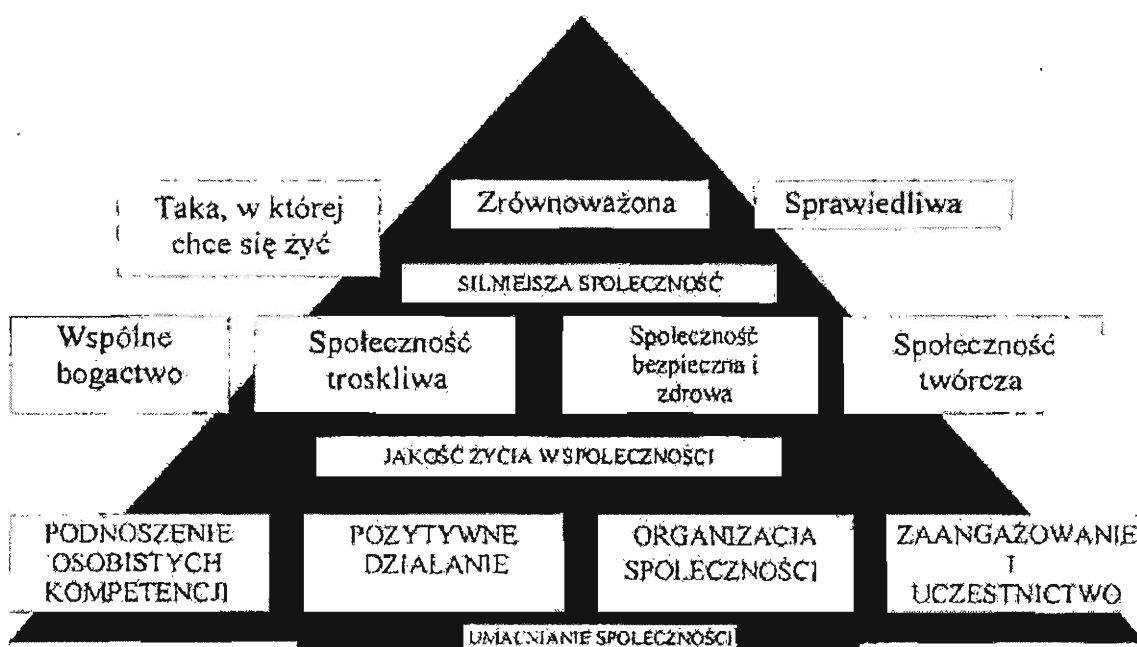 Taka, w której
chce się żyć
Zrównoważona
Sprawiedliwa
SILNIEJSZA SPOŁECZNOŚĆ
Wspólne
bogactwo
Społeczność
troskliwa
Społeczność
bezpieczna i
zdrowa
Społeczność
twórcza
JAKOŚĆ ŻYCIA W SPOŁECZNOŚCI
PODNOSZENIE
OSOBISTYCH
KOMPETENCJI
POZYTYWNE
DZIAŁANIE
ORGANIZACJA
SPOŁECZNOŚCI
ZAANGAŻOWANIE
I
UCZESTNICTWO
UMACNIANIE SPOŁECZNOŚCI